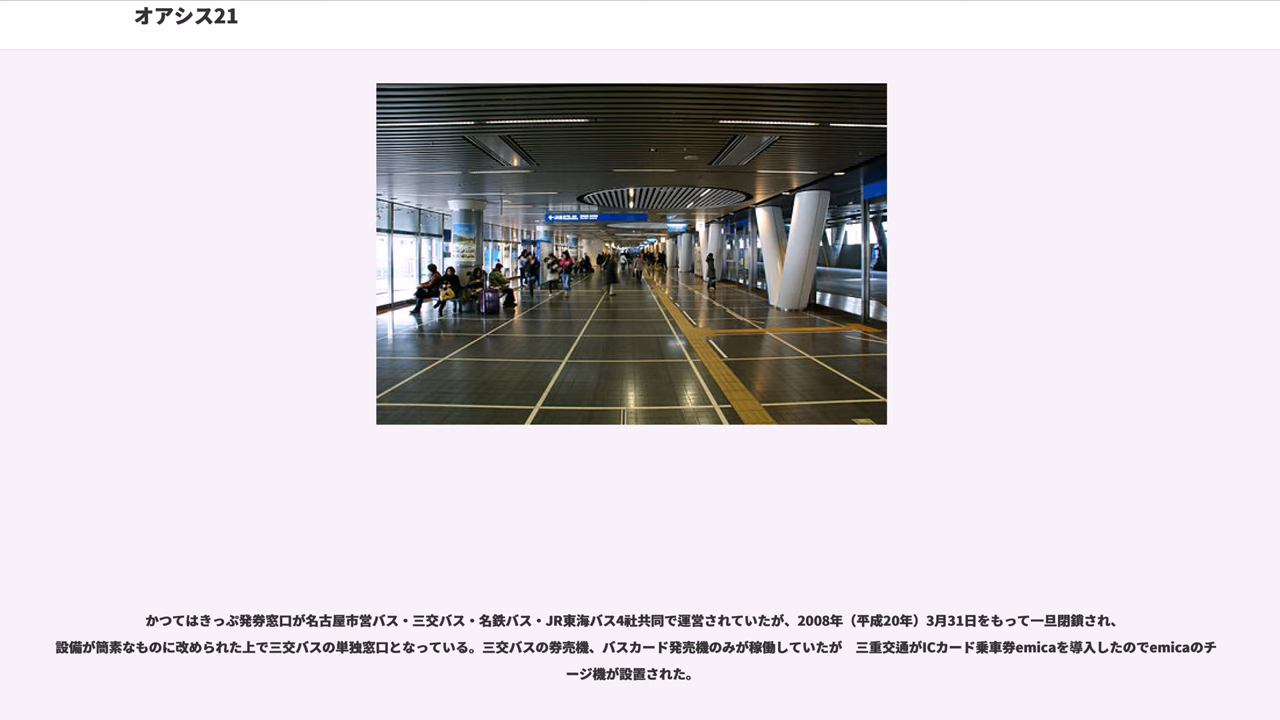 オアシス21
かつてはきっぷ発券窓口が名古屋市営バス・三交バス・名鉄バス・JR東海バス4社共同で運営されていたが、2008年（平成20年）3月31日をもって一旦閉鎖され、
設備が簡素なものに改められた上で三交バスの単独窓口となっている。三交バスの券売機、バスカード発売機のみが稼働していたが　三重交通がICカード乗車券emicaを導入したのでemicaのチ
ージ機が設置された。